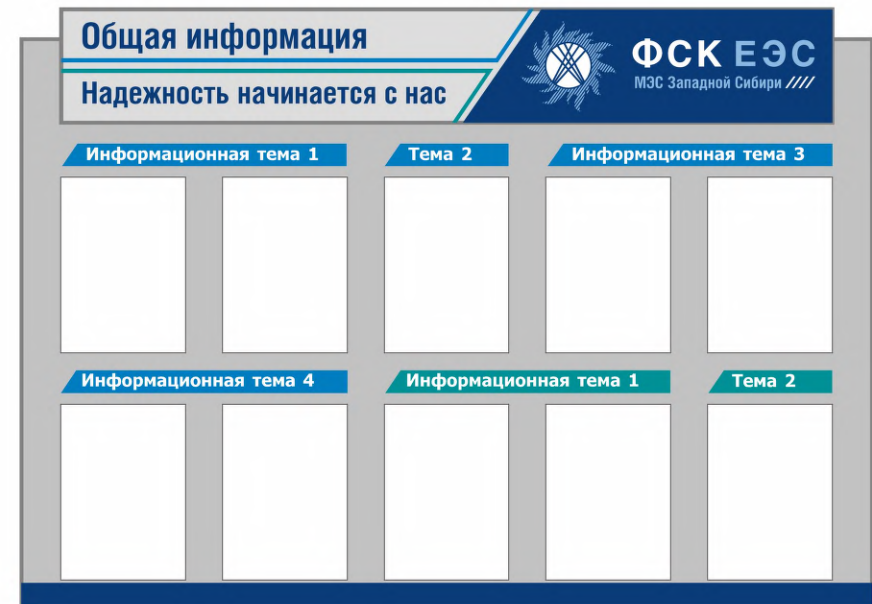 Общая информация
Надежность начинается с нас
ФСК ЕЭС
МЭС Западной Сибири ////
Информационная тема 1
Тема 2
Информационная тема 3
Информационная тема 4
Информационная тема 1
Тема 2